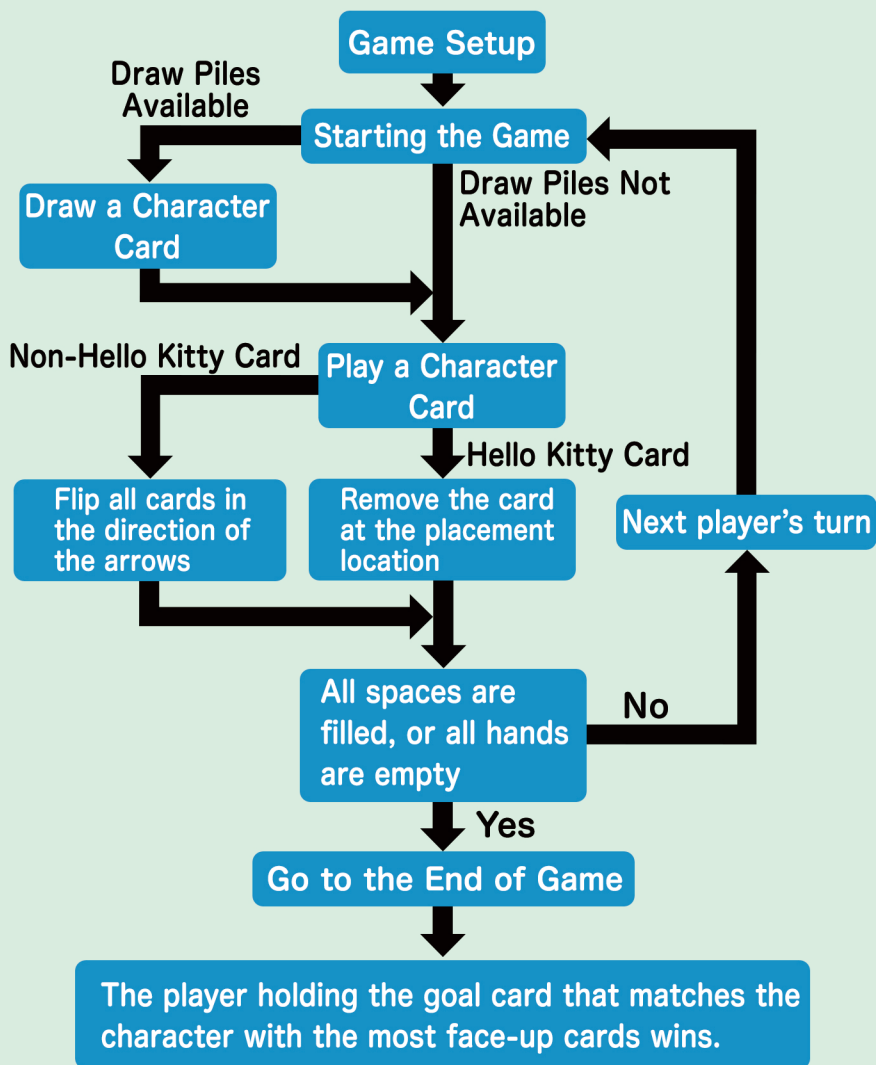 Game Setup
Draw Piles
Available
Starting the Game
Draw Piles Not
Available
Draw a Character
Card
Non-Hello Kitty Card
Play a Character
Card
Hello Kitty Card
Flip all cards in
the direction of
the arrows
Remove the card
at the placement
location
Next player's turn
All spaces are
filled, or all hands
are empty
No
Yes
Go to the End of Game
The player holding the goal card that matches the
character with the most face-up cards wins.